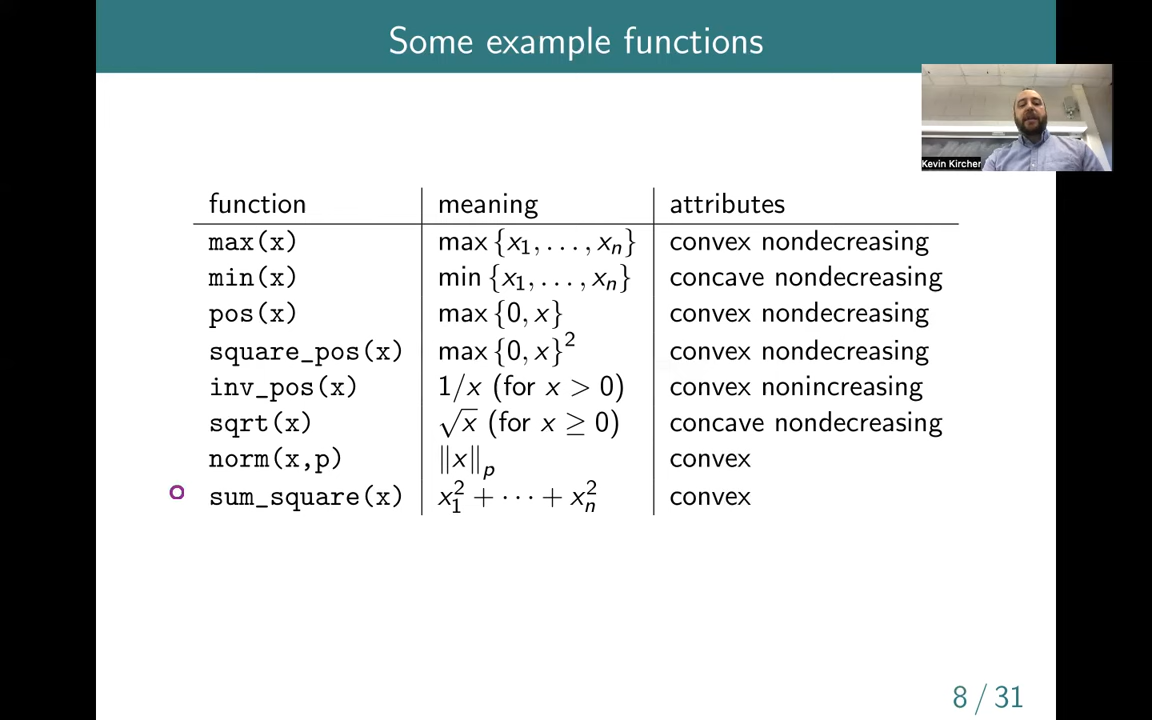 Some example functions
Kevin Kircher
function meaning attributes
max(x) max {x₁, . . . , xₙ} convex nondecreasing
min(x) min {x₁, . . . , xₙ} concave nondecreasing
pos(x) max {0, x} convex nondecreasing
square_pos(x) max {0, x}² convex nondecreasing
inv_pos(x) 1/x (for x > 0) convex nonincreasing
sqrt(x) √x (for x ≥ 0) concave nondecreasing
norm(x,p) ‖x‖ₚ convex
sum_square(x) x₁² + · · · + xₙ² convex
8 / 31